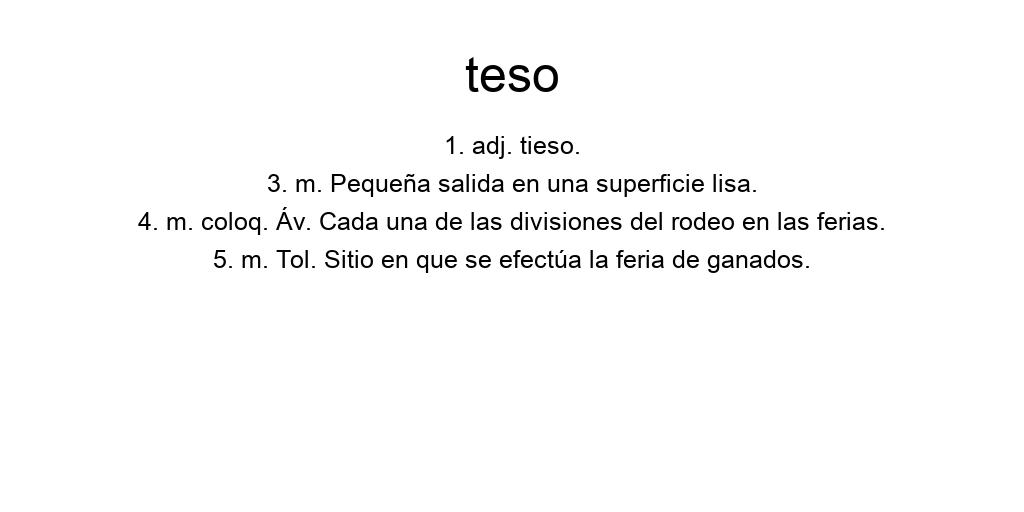 teso
1. adj. tieso.
3. m. Pequeña salida en una superficie lisa.
4. m. coloq. Áv. Cada una de las divisiones del rodeo en las ferias.
5. m. Tol. Sitio en que se efectúa la feria de ganados.